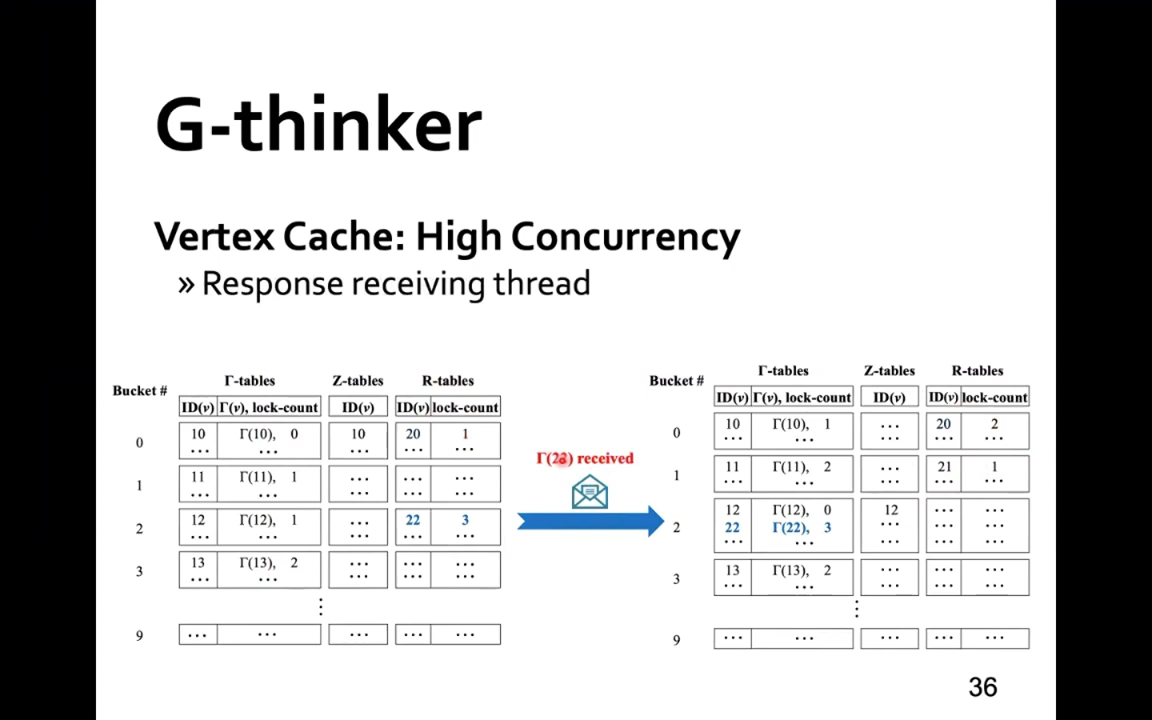 G-thinker
Vertex Cache: High Concurrency
» Response receiving thread
Bucket # Γ-tables Z-tables R-tables
ID(v) Γ(v), lock-count ID(v) ID(v) lock-count
0 10 Γ(10), 0 10 20 1
... ... ... ... ...
1 11 Γ(11), 1 ... ... ...
... ... ... ... ...
2 12 Γ(12), 1 ... 22 3
... ... ... ... ...
3 13 Γ(13), 2 ... ... ...
... ... ... ... ...
⋮
9 ... ... ... ... ...
Γ(22) received
Bucket # Γ-tables Z-tables R-tables
ID(v) Γ(v), lock-count ID(v) ID(v) lock-count
0 10 Γ(10), 1 ... 20 2
... ... ... ... ...
1 11 Γ(11), 2 ... 21 1
... ... ... ... ...
12 Γ(12), 0 12 ... ...
2 22 Γ(22), 3 ... ... ...
... ... ... ... ...
3 13 Γ(13), 2 ... ... ...
... ... ... ... ...
⋮
9 ... ... ... ... ...
36